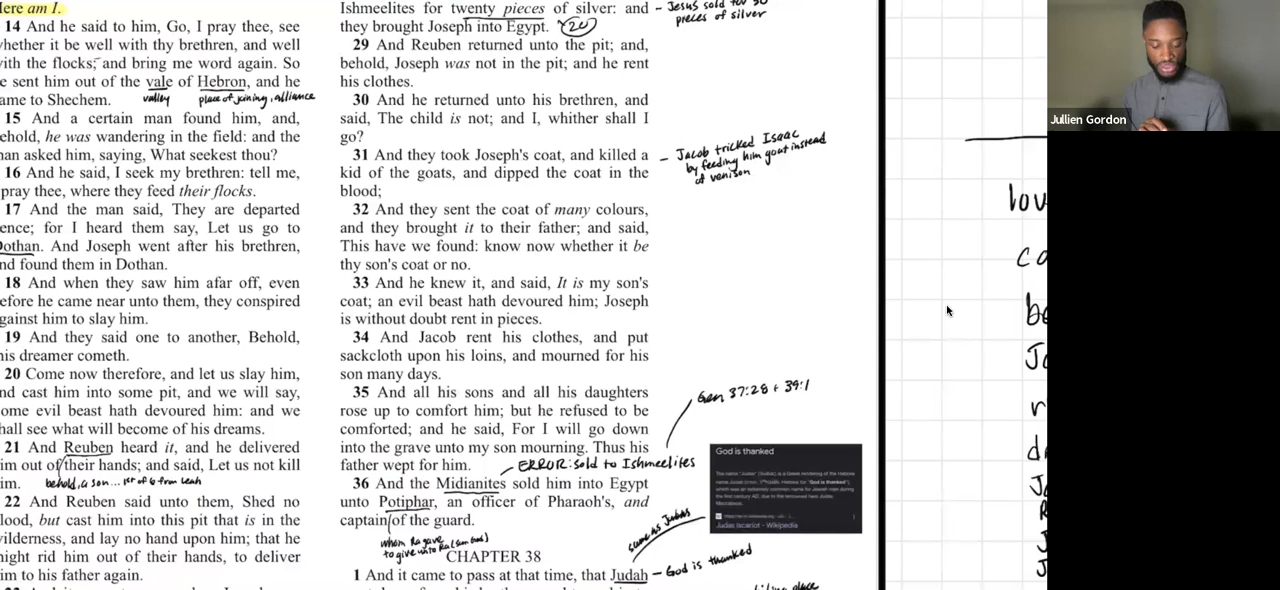 Here am I.
14 And he said to him, Go, I pray thee, see
whether it be well with thy brethren, and well
with the flocks; and bring me word again. So
he sent him out of the vale of Hebron, and he
came to Shechem.
valley
place of joining, alliance
15 And a certain man found him, and,
behold, he was wandering in the field: and the
man asked him, saying, What seekest thou?
16 And he said, I seek my brethren: tell me,
I pray thee, where they feed their flocks.
17 And the man said, They are departed
hence; for I heard them say, Let us go to
Dothan. And Joseph went after his brethren,
and found them in Dothan.
18 And when they saw him afar off, even
before he came near unto them, they conspired
against him to slay him.
19 And they said one to another, Behold,
this dreamer cometh.
20 Come now therefore, and let us slay him,
and cast him into some pit, and we will say,
Some evil beast hath devoured him: and we
shall see what will become of his dreams.
21 And Reuben heard it, and he delivered
him out of their hands; and said, Let us not kill
him.
behold, a son... 1st of 6 from Leah
22 And Reuben said unto them, Shed no
blood, but cast him into this pit that is in the
wilderness, and lay no hand upon him; that he
might rid him out of their hands, to deliver
him to his father again.
Ishmeelites for twenty pieces of silver: and
they brought Joseph into Egypt.
20
- Jesus sold for 30
pieces of silver
29 And Reuben returned unto the pit; and,
behold, Joseph was not in the pit; and he rent
his clothes.
30 And he returned unto his brethren, and
said, The child is not; and I, whither shall I
go?
31 And they took Joseph's coat, and killed a
kid of the goats, and dipped the coat in the
blood;
- Jacob tricked Isaac
by feeding him goat instead
of venison
32 And they sent the coat of many colours,
and they brought it to their father; and said,
This have we found: know now whether it be
thy son's coat or no.
33 And he knew it, and said, It is my son's
coat; an evil beast hath devoured him; Joseph
is without doubt rent in pieces.
34 And Jacob rent his clothes, and put
sackcloth upon his loins, and mourned for his
son many days.
35 And all his sons and all his daughters
rose up to comfort him; but he refused to be
comforted; and he said, For I will go down
into the grave unto my son mourning. Thus his
father wept for him.
Gen 37:28 + 39:1
ERROR: sold to Ishmeelites
36 And the Midianites sold him into Egypt
unto Potiphar, an officer of Pharaoh's, and
captain of the guard.
whom Ra gave
to give unto Ra (sun God)
same as Judas
God is thanked
Judas Iscariot - Wikipedia
CHAPTER 38
1 And it came to pass at that time, that Judah
- God is thanked
Jullien Gordon